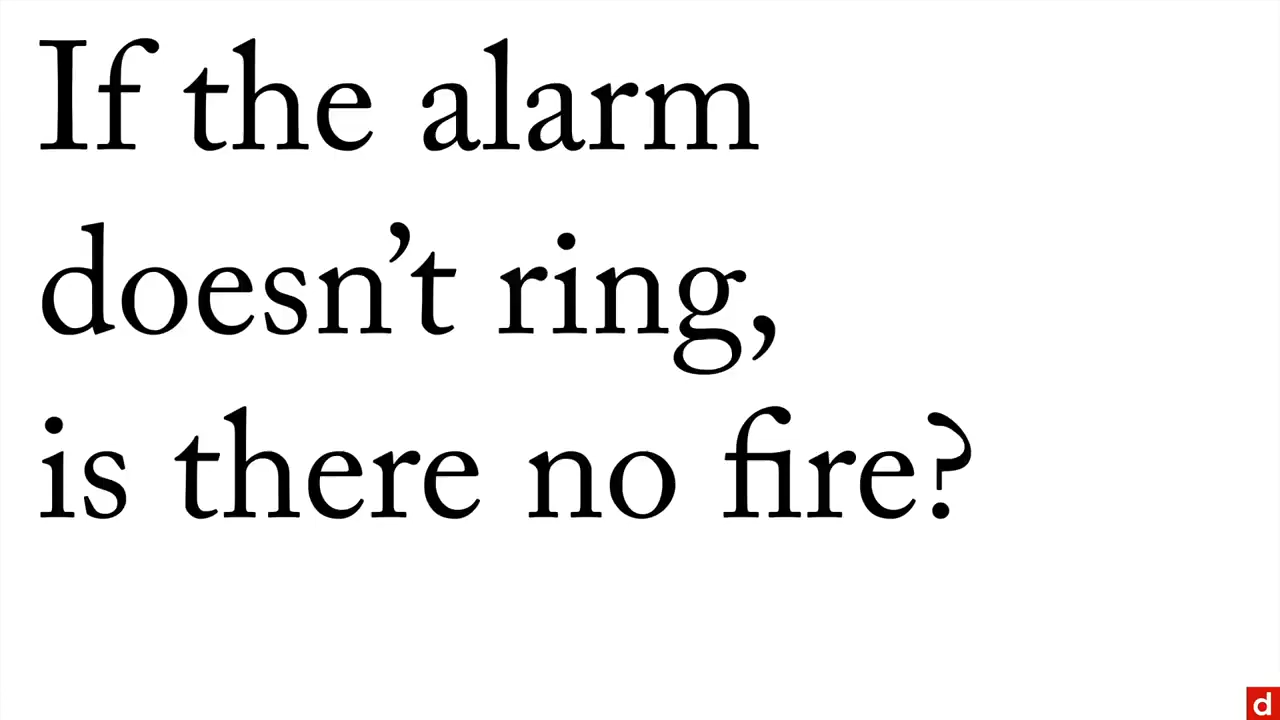 If the alarm
doesn’t ring,
is there no fire?
d